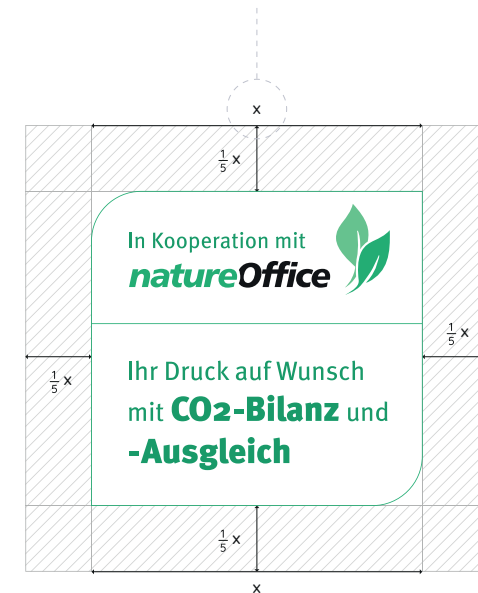 x
1/5 x
In Kooperation mit
natureOffice
1/5 x
1/5 x
Ihr Druck auf Wunsch
mit CO2-Bilanz und
-Ausgleich
1/5 x
x